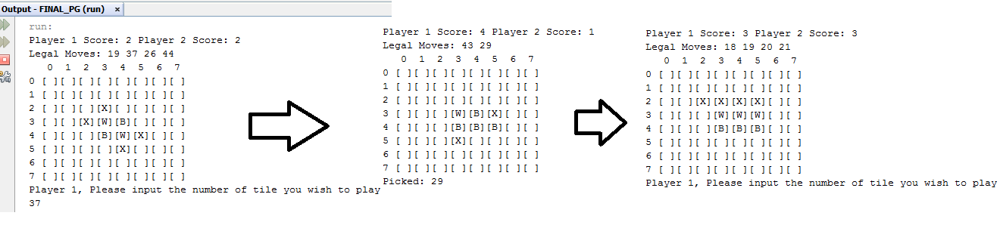 Output - FINAL_PG (run) ×
run:
Player 1 Score: 2 Player 2 Score: 2
Legal Moves: 19 37 26 44
0 1 2 3 4 5 6 7
0 [ ][ ][ ][ ][ ][ ][ ][ ]
1 [ ][ ][ ][ ][ ][ ][ ][ ]
2 [ ][ ][ ][X][ ][ ][ ][ ]
3 [ ][ ][X][W][B][ ][ ][ ]
4 [ ][ ][ ][B][W][X][ ][ ]
5 [ ][ ][ ][ ][X][ ][ ][ ]
6 [ ][ ][ ][ ][ ][ ][ ][ ]
7 [ ][ ][ ][ ][ ][ ][ ][ ]
Player 1, Please input the number of tile you wish to play
37
Player 1 Score: 4 Player 2 Score: 1
Legal Moves: 43 29
0 1 2 3 4 5 6 7
0 [ ][ ][ ][ ][ ][ ][ ][ ]
1 [ ][ ][ ][ ][ ][ ][ ][ ]
2 [ ][ ][ ][ ][ ][ ][ ][ ]
3 [ ][ ][ ][W][B][X][ ][ ]
4 [ ][ ][ ][B][B][B][ ][ ]
5 [ ][ ][ ][X][ ][ ][ ][ ]
6 [ ][ ][ ][ ][ ][ ][ ][ ]
7 [ ][ ][ ][ ][ ][ ][ ][ ]
Picked: 29
Player 1 Score: 3 Player 2 Score: 3
Legal Moves: 18 19 20 21
0 1 2 3 4 5 6 7
0 [ ][ ][ ][ ][ ][ ][ ][ ]
1 [ ][ ][ ][ ][ ][ ][ ][ ]
2 [ ][ ][X][X][X][X][ ][ ]
3 [ ][ ][ ][W][W][W][ ][ ]
4 [ ][ ][ ][B][B][B][ ][ ]
5 [ ][ ][ ][ ][ ][ ][ ][ ]
6 [ ][ ][ ][ ][ ][ ][ ][ ]
7 [ ][ ][ ][ ][ ][ ][ ][ ]
Player 1, Please input the number of tile you wish to play